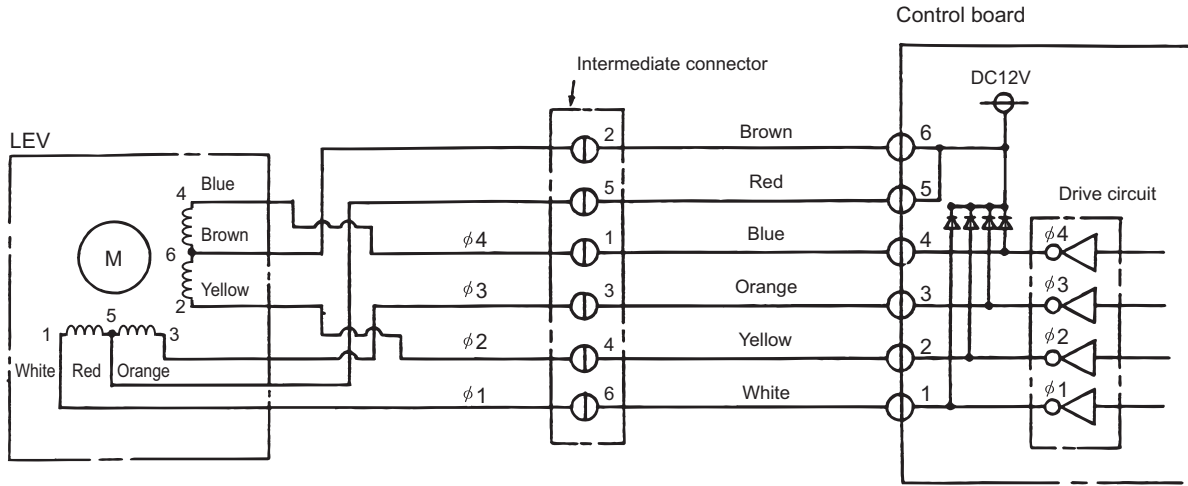 Control board
DC12V
Intermediate connector
LEV
2 Brown 6
4 Blue
5 Red 5
Drive circuit
Brown
6
M
φ4 1 Blue 4 φ4
Yellow
2
φ3 3 Orange 3 φ3
5
1 3
φ2 4 Yellow 2 φ2
White Red Orange
φ1 6 White 1 φ1